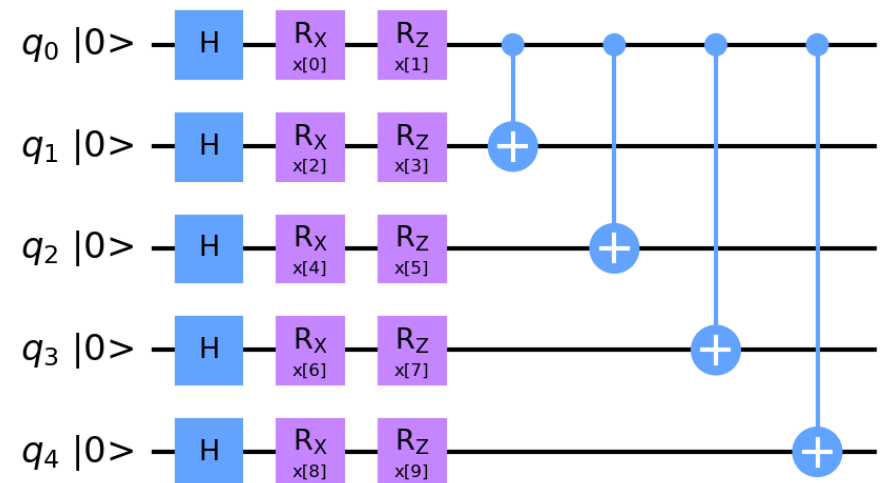 q0 |0> H RX x[0] RZ x[1]
q1 |0> H RX x[2] RZ x[3]
q2 |0> H RX x[4] RZ x[5]
q3 |0> H RX x[6] RZ x[7]
q4 |0> H RX x[8] RZ x[9]